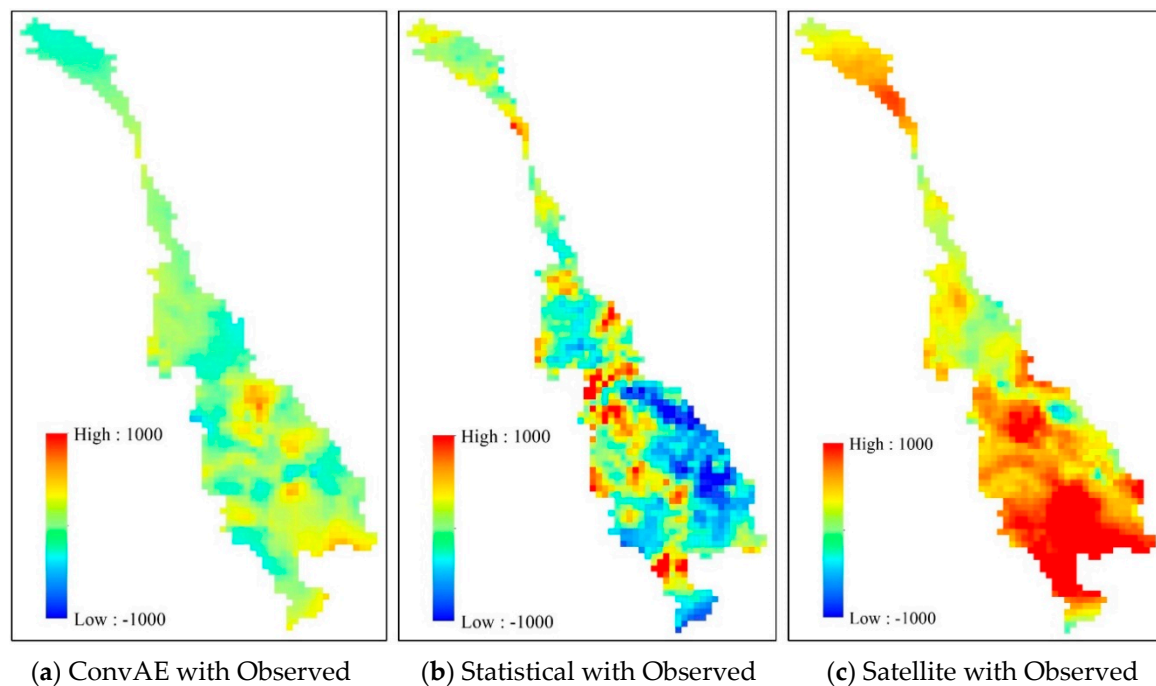 High : 1000
Low : -1000
High : 1000
Low : -1000
High : 1000
Low : -1000
(a) ConvAE with Observed
(b) Statistical with Observed
(c) Satellite with Observed